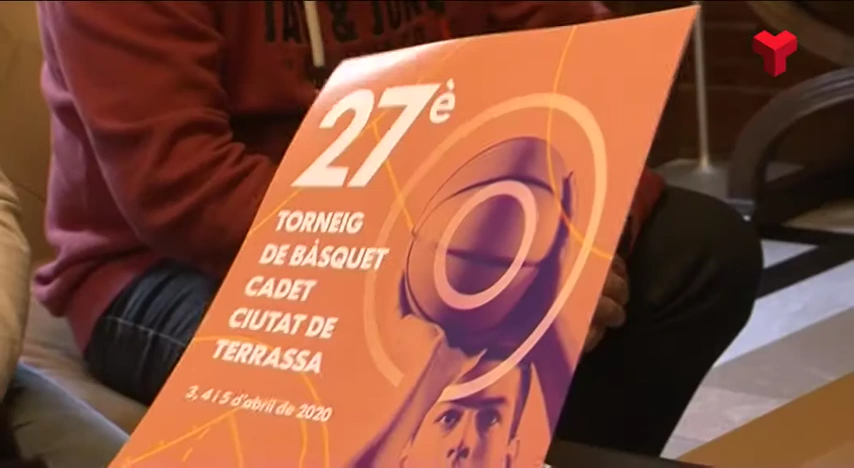 27è
TORNEIG
DE BÀSQUET
CADET
CIUTAT DE
TERRASSA
3, 4 i 5 d'abril de 2020